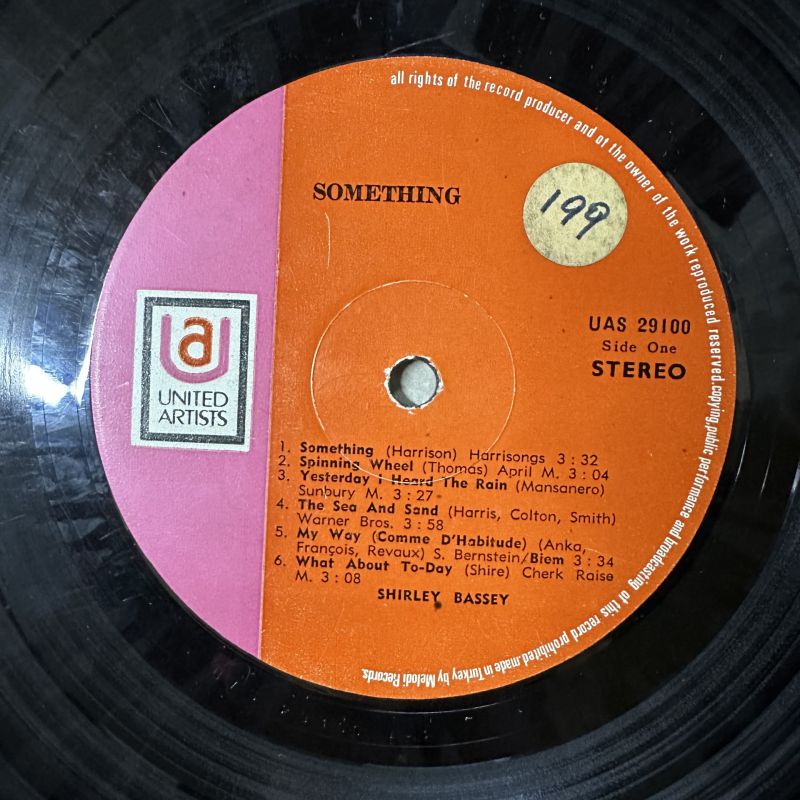 all rights of the record producer and of the owner of the work reproduced reserved.copying,public performance and broadcasting of this record prohibited.made in Turkey by Melodi Records.
SOMETHING
199
UAS 29100
Side One
STEREO
ua
UNITED
ARTISTS
1. Something (Harrison) Harrisongs 3 : 32
2. Spinning Wheel (Thomas) April M. 3 : 04
3. Yesterday I Heard The Rain (Mansanero)
Sunbury M. 3 : 27
4. The Sea And Sand (Harris, Colton, Smith)
Warner Bros. 3 : 58
5. My Way (Comme D'Habitude) (Anka,
François, Revaux) S. Bernstein/Biem 3 : 34
6. What About To-Day (Shire) Cherk Raise
M. 3 : 08
SHIRLEY BASSEY